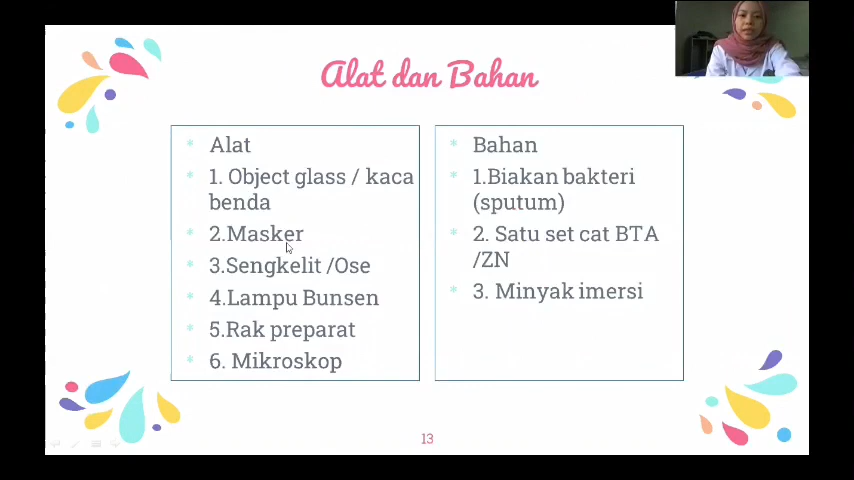 Alat dan Bahan
* Alat
* 1. Object glass / kaca
benda
* 2.Masker
* 3.Sengkelit /Ose
* 4.Lampu Bunsen
* 5.Rak preparat
* 6. Mikroskop
* Bahan
* 1.Biakan bakteri
(sputum)
* 2. Satu set cat BTA
/ZN
* 3. Minyak imersi
13